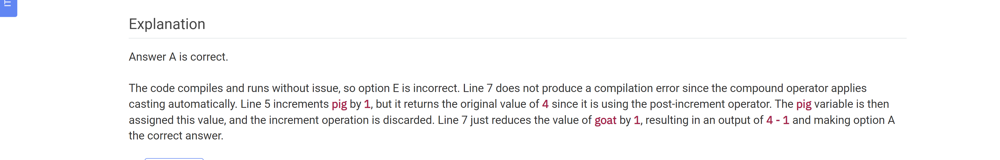 Explanation
Answer A is correct.
The code compiles and runs without issue, so option E is incorrect. Line 7 does not produce a compilation error since the compound operator applies
casting automatically. Line 5 increments pig by 1, but it returns the original value of 4 since it is using the post-increment operator. The pig variable is then
assigned this value, and the increment operation is discarded. Line 7 just reduces the value of goat by 1, resulting in an output of 4 - 1 and making option A
the correct answer.